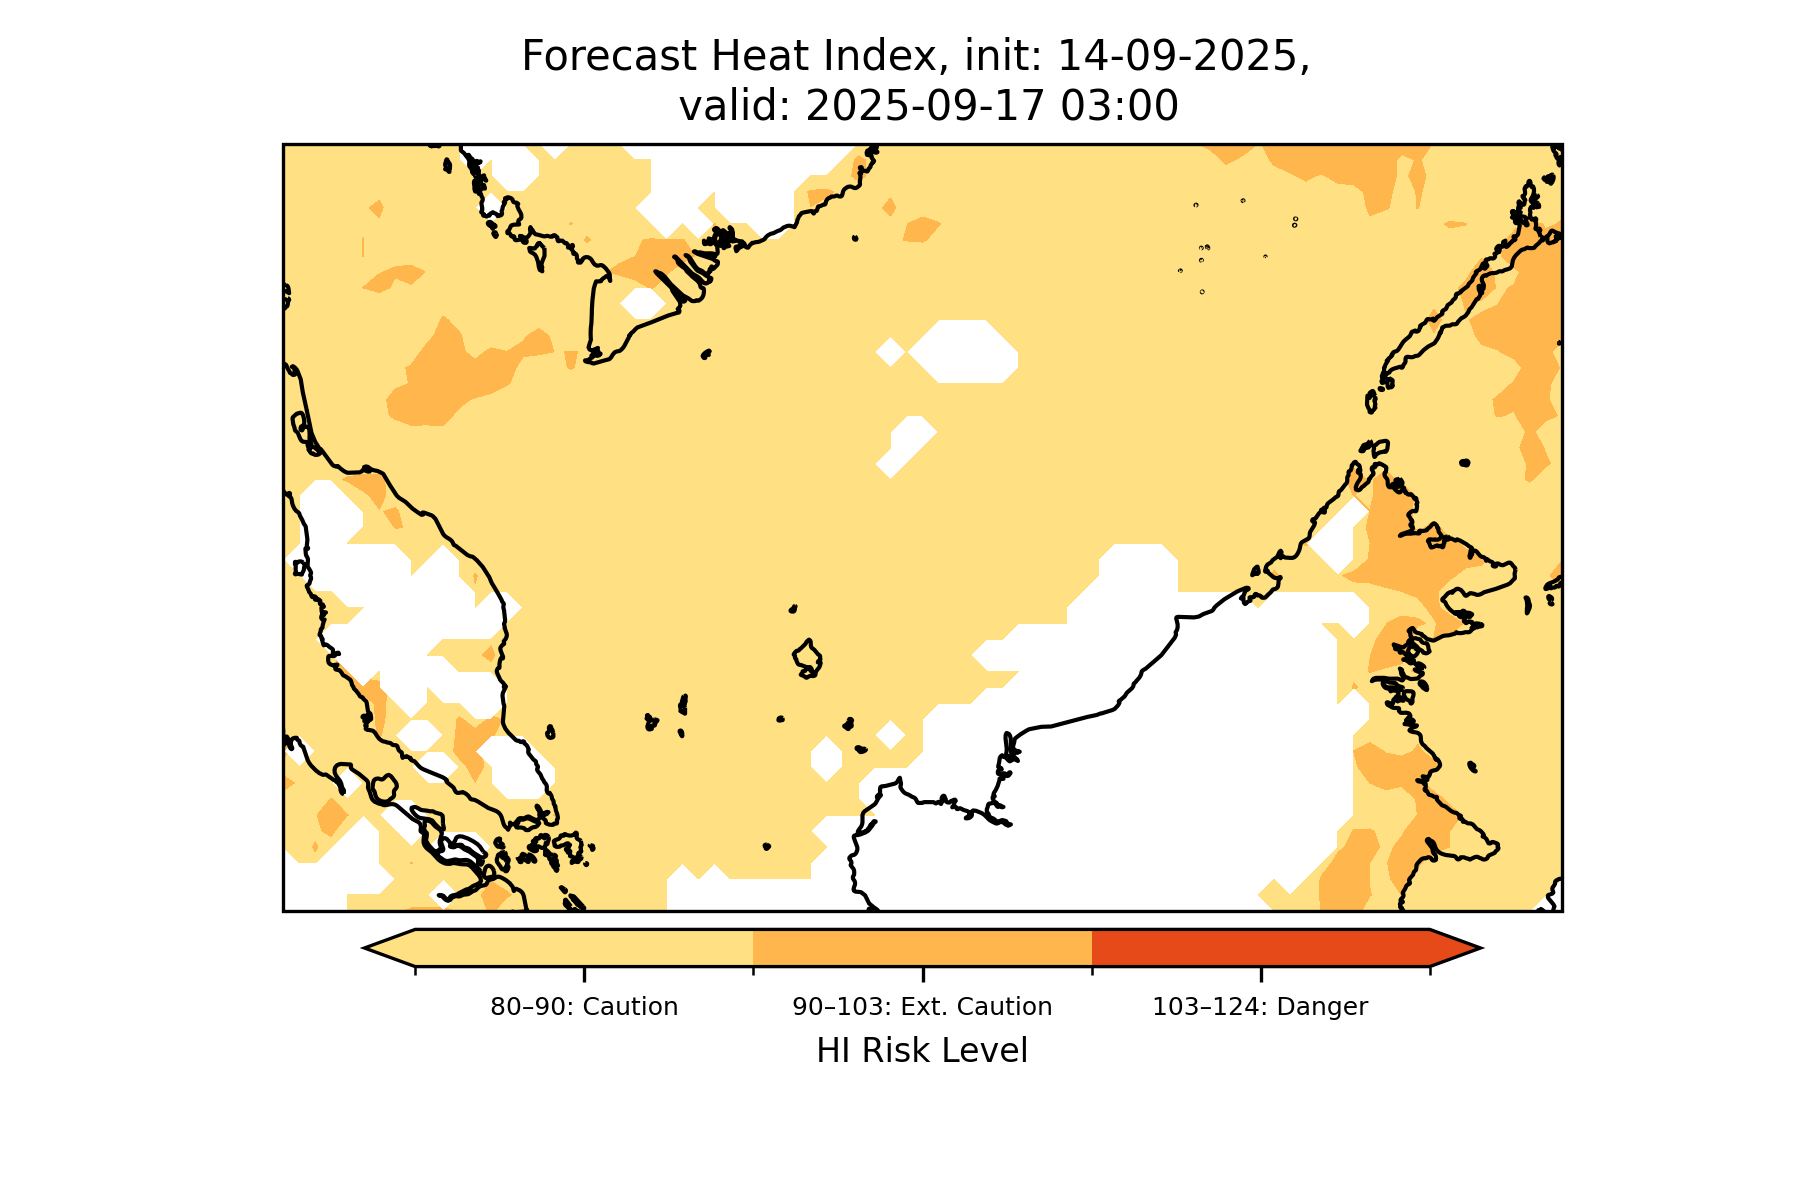 Forecast Heat Index, init: 14-09-2025,
valid: 2025-09-17 03:00
80–90: Caution
90–103: Ext. Caution
103–124: Danger
HI Risk Level